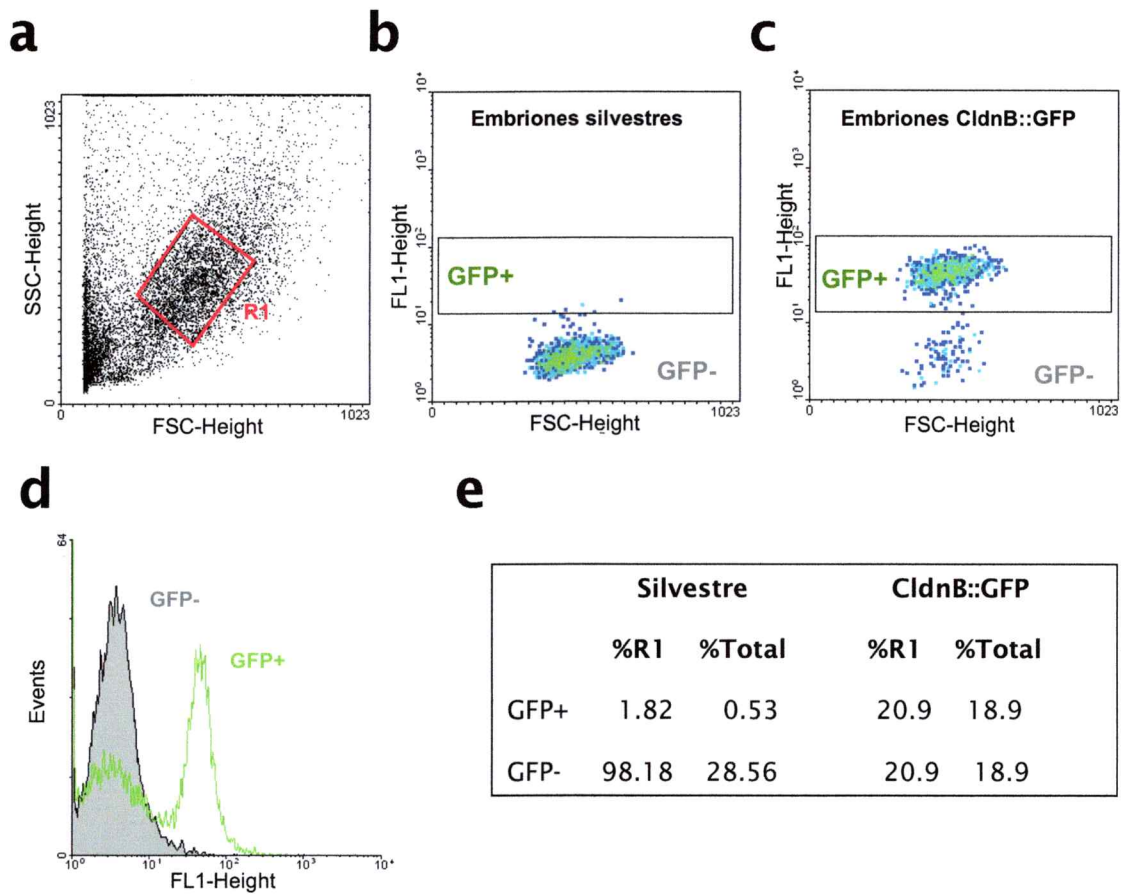 a
1023
SSC-Height
0
0
1023
FSC-Height
R1
b
10⁴
10³
10²
10¹
10⁰
FL1-Height
Embriones silvestres
GFP+
GFP-
0
1023
FSC-Height
c
10⁴
10³
10²
10¹
10⁰
FL1-Height
Embriones CldnB::GFP
GFP+
GFP-
0
1023
FSC-Height
d
64
Events
0
GFP-
GFP+
10⁰ 10¹ 10² 10³ 10⁴
FL1-Height
e
Silvestre CldnB::GFP
%R1 %Total %R1 %Total
GFP+ 1.82 0.53 20.9 18.9
GFP- 98.18 28.56 20.9 18.9